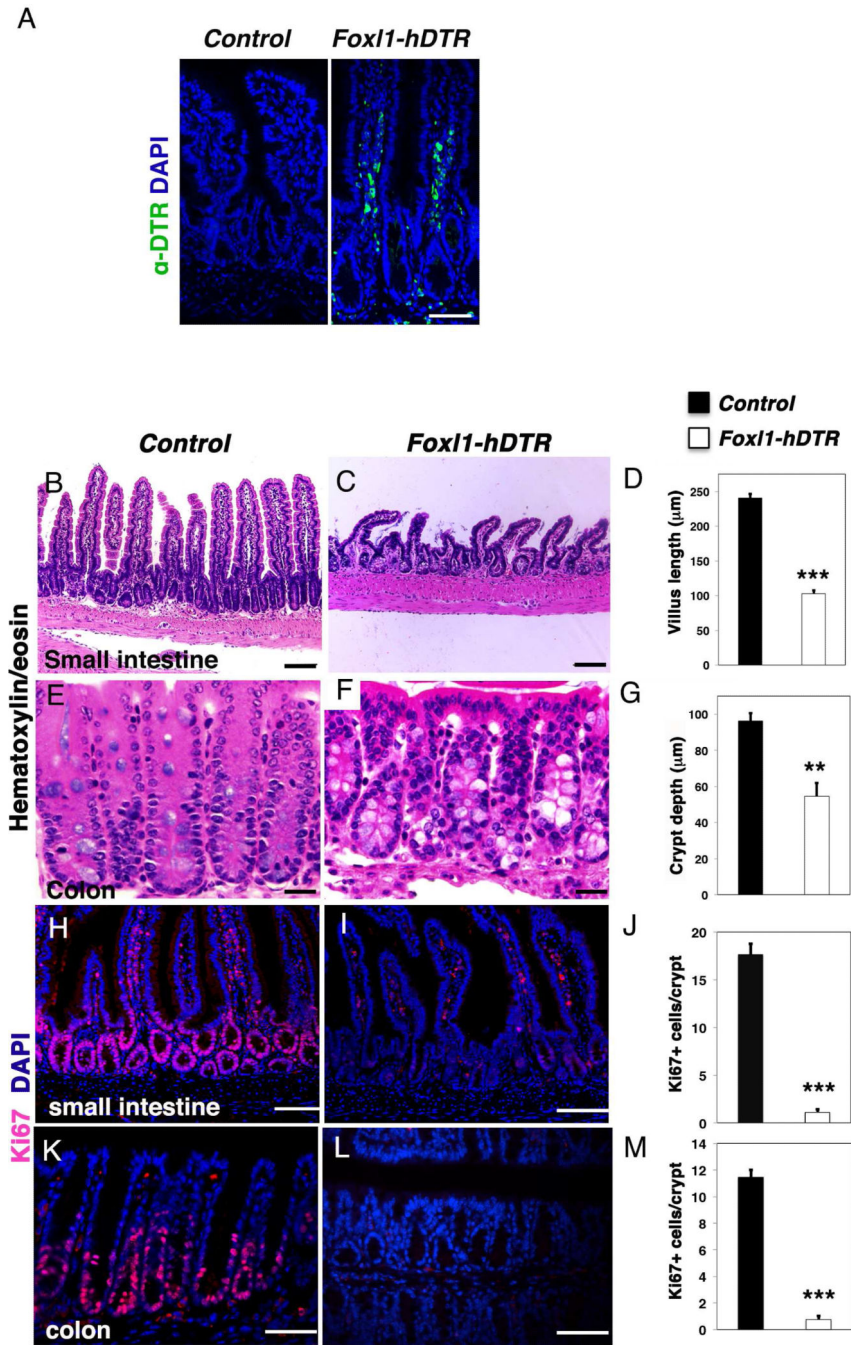 A
Control
Foxl1-hDTR
α-DTR DAPI
Control
Foxl1-hDTR
Control
Foxl1-hDTR
Hematoxylin/eosin
B
Small intestine
C
D
Villus length (μm)
250
200
150
100
50
0
***
E
Colon
F
G
Crypt depth (μm)
100
80
60
40
20
0
**
Ki67 DAPI
H
small intestine
I
J
Ki67+ cells/crypt
20
15
10
5
0
***
K
colon
L
M
Ki67+ cells/crypt
14
12
10
8
6
4
2
0
***